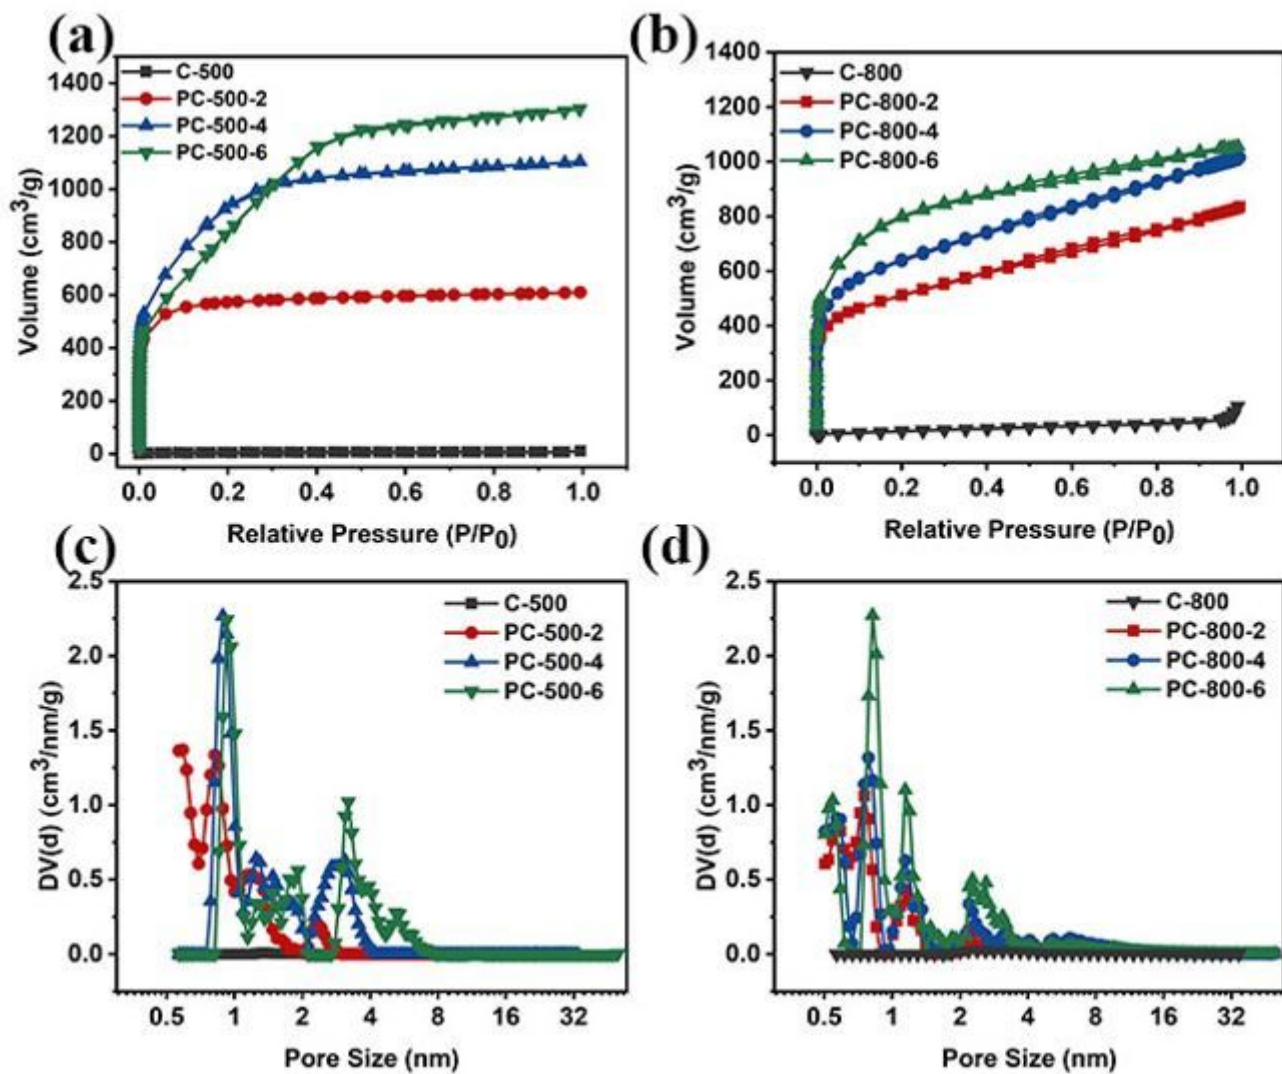 (a)
C-500
PC-500-2
PC-500-4
PC-500-6
1400
1200
1000
800
600
400
200
0
Volume (cm³/g)
0.0 0.2 0.4 0.6 0.8 1.0
Relative Pressure (P/P₀)
(b)
C-800
PC-800-2
PC-800-4
PC-800-6
1400
1200
1000
800
600
400
200
0
Volume (cm³/g)
0.0 0.2 0.4 0.6 0.8 1.0
Relative Pressure (P/P₀)
(c)
C-500
PC-500-2
PC-500-4
PC-500-6
2.5
2.0
1.5
1.0
0.5
0.0
DV(d) (cm³/nm/g)
0.5 1 2 4 8 16 32
Pore Size (nm)
(d)
C-800
PC-800-2
PC-800-4
PC-800-6
2.5
2.0
1.5
1.0
0.5
0.0
DV(d) (cm³/nm/g)
0.5 1 2 4 8 16 32
Pore Size (nm)